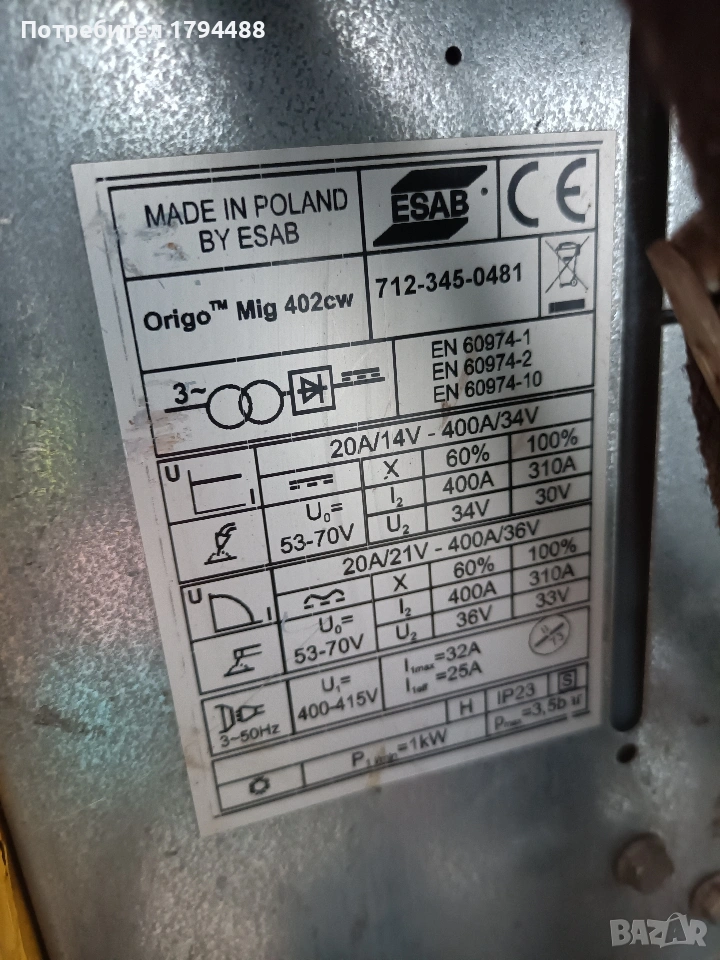 Потребител 1794488
MADE IN POLAND
BY ESAB
ESAB
CE
Origo™ Mig 402cw
712-345-0481
3~
EN 60974-1
EN 60974-2
EN 60974-10
U
I
20A/14V - 400A/34V
X 60% 100%
U₀=
53-70V
I₂ 400A 310A
U₂ 34V 30V
U
I
20A/21V - 400A/36V
X 60% 100%
U₀=
53-70V
I₂ 400A 310A
U₂ 36V 33V
3~50Hz
U₁=
400-415V
I₁max=32A
I₁eff=25A
H
IP23
S
=3,5b
=1kW
BAZAR